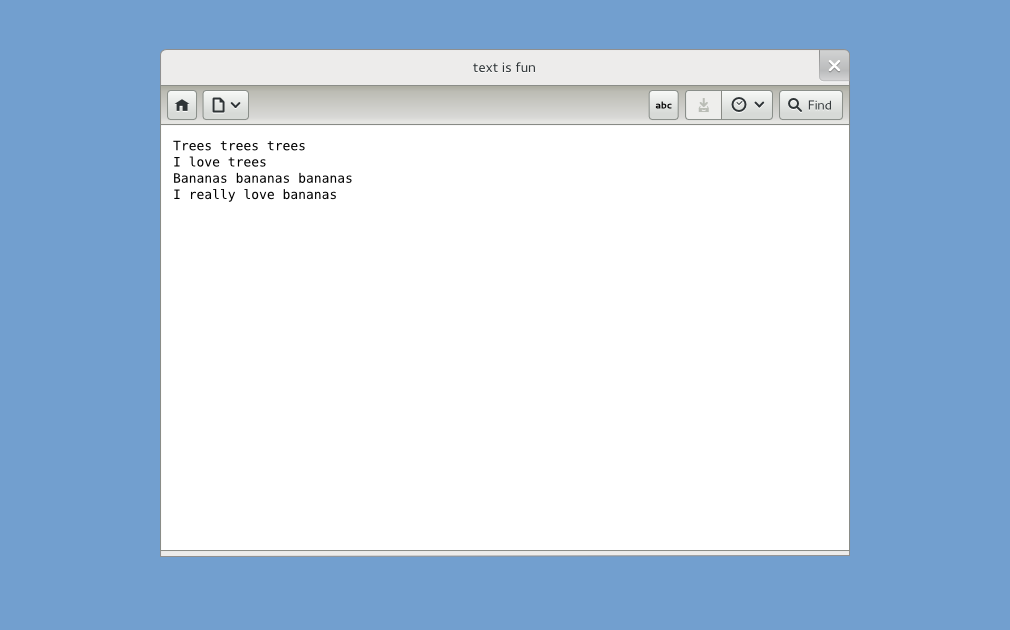 text is fun
abc
Find
Trees trees trees
I love trees
Bananas bananas bananas
I really love bananas